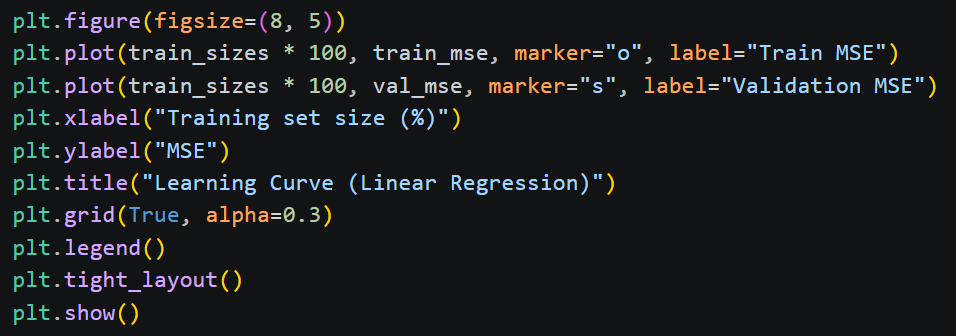 plt.figure(figsize=(8, 5))
plt.plot(train_sizes * 100, train_mse, marker="o", label="Train MSE")
plt.plot(train_sizes * 100, val_mse, marker="s", label="Validation MSE")
plt.xlabel("Training set size (%)")
plt.ylabel("MSE")
plt.title("Learning Curve (Linear Regression)")
plt.grid(True, alpha=0.3)
plt.legend()
plt.tight_layout()
plt.show()